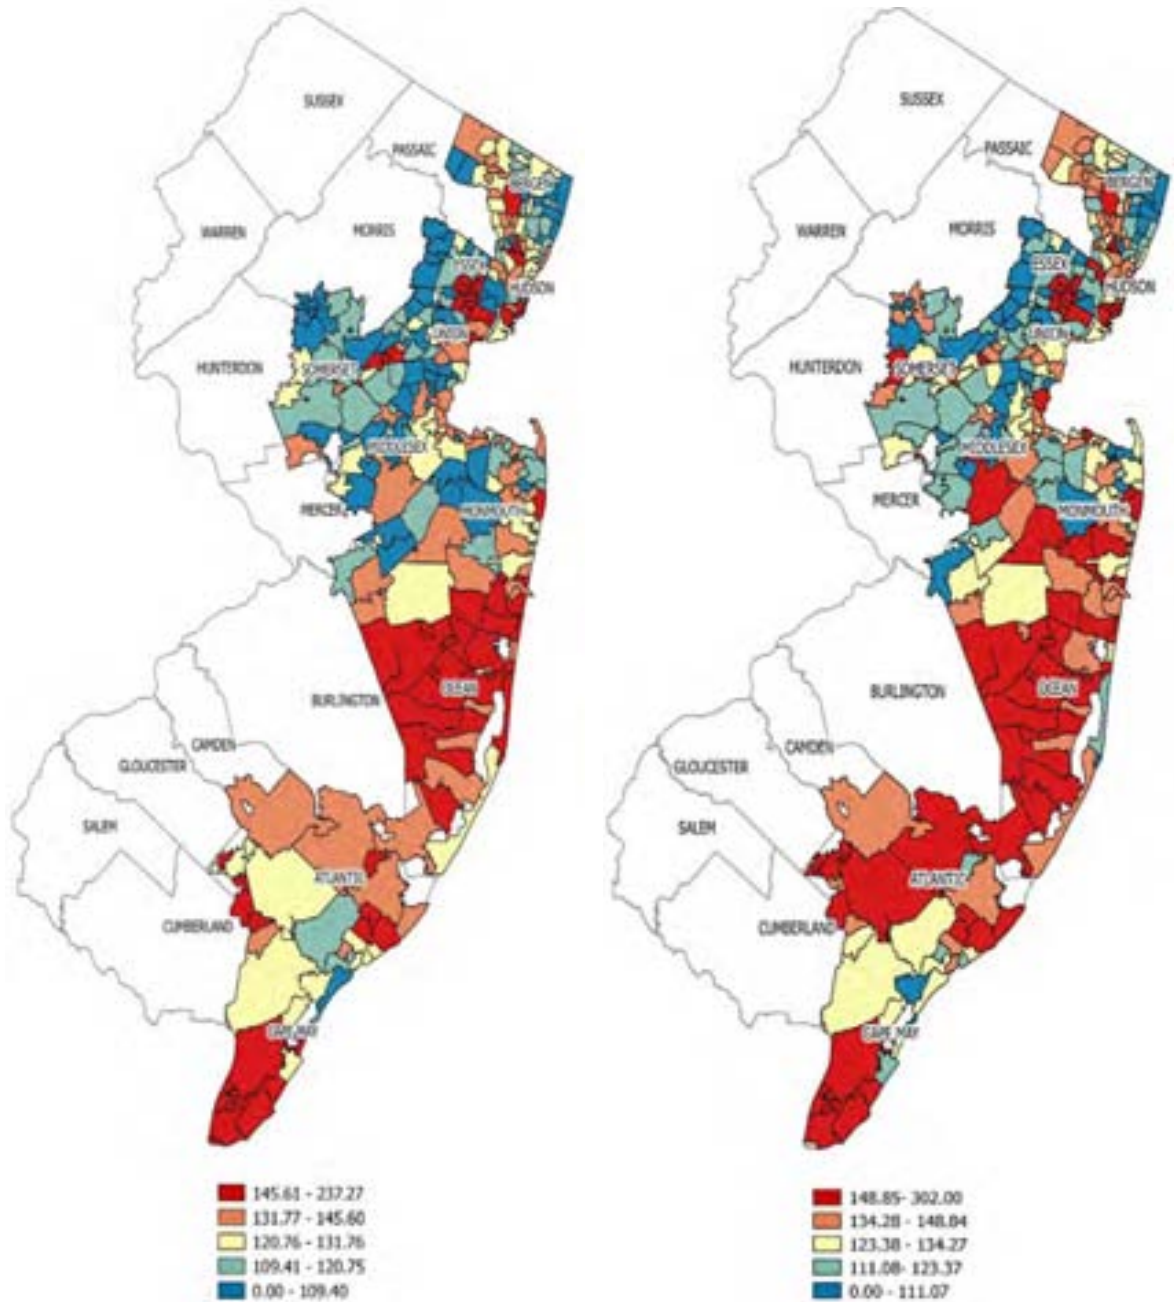 SUSSEX
PASSAIC
BERGEN
WARREN
MORRIS
ESSEX
HUDSON
UNION
HUNTERDON
SOMERSET
MIDDLESEX
MERCER
MONMOUTH
OCEAN
BURLINGTON
CAMDEN
GLOUCESTER
SALEM
ATLANTIC
CUMBERLAND
CAPE MAY
145.61 - 237.27
131.77 - 145.60
120.76 - 131.76
109.41 - 120.75
0.00 - 109.40
SUSSEX
PASSAIC
BERGEN
WARREN
MORRIS
ESSEX
HUDSON
UNION
HUNTERDON
SOMERSET
MIDDLESEX
MERCER
MONMOUTH
OCEAN
BURLINGTON
CAMDEN
GLOUCESTER
SALEM
ATLANTIC
CUMBERLAND
CAPE MAY
148.85- 302.00
134.28 - 148.84
123.38 - 134.27
111.08- 123.37
0.00 - 111.07